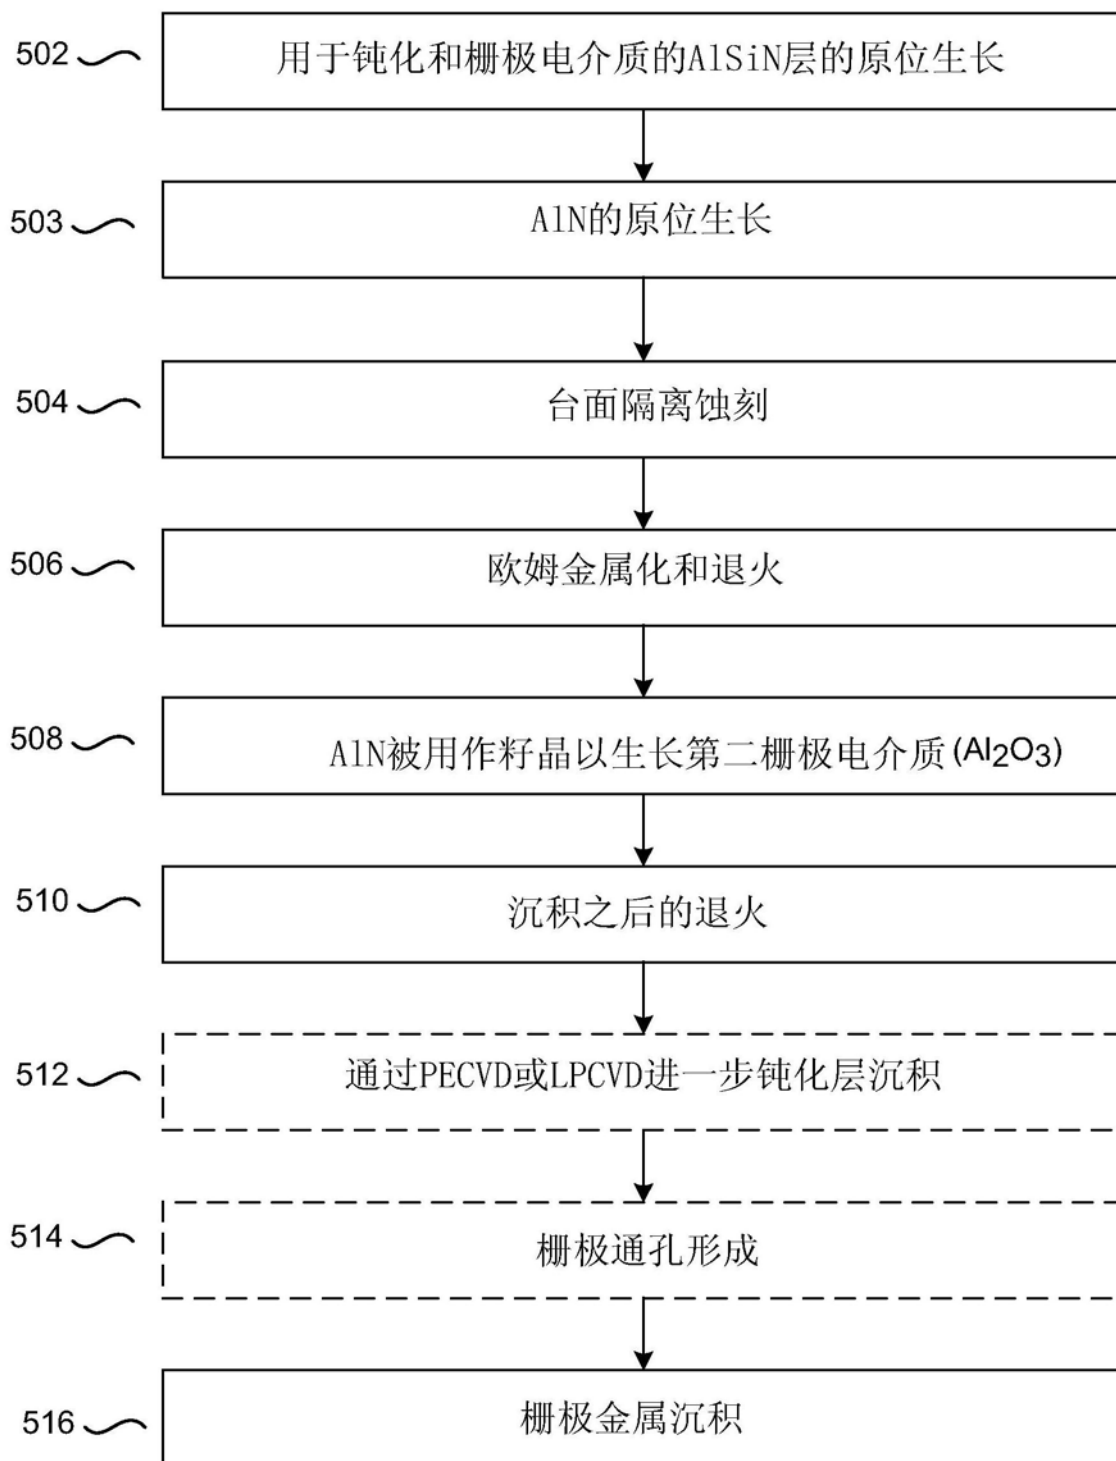 502 用于钝化和栅极电介质的AlSiN层的原位生长
503 AlN的原位生长
504 台面隔离蚀刻
506 欧姆金属化和退火
508 AlN被用作籽晶以生长第二栅极电介质(Al₂O₃)
510 沉积之后的退火
512 通过PECVD或LPCVD进一步钝化层沉积
514 栅极通孔形成
516 栅极金属沉积